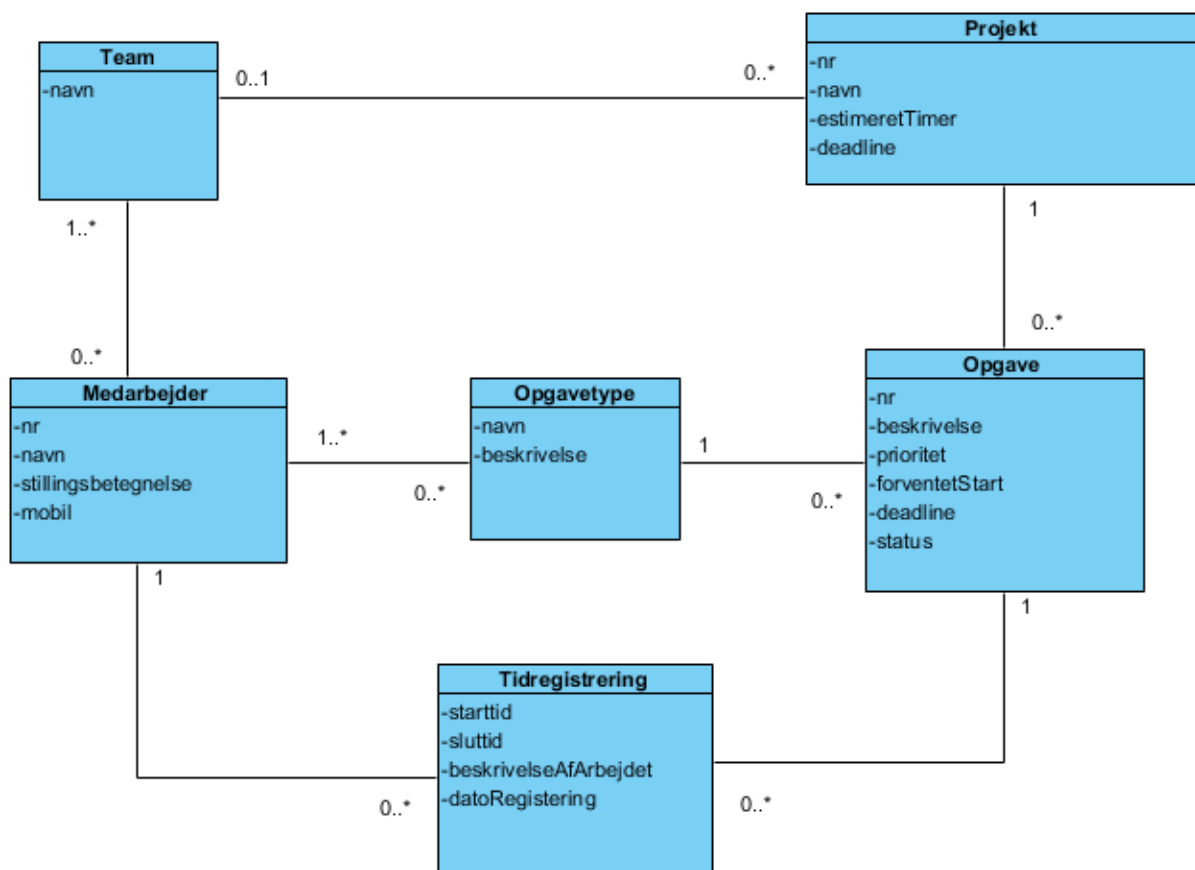 Team
-navn
0..1
0..*
Projekt
-nr
-navn
-estimeretTimer
-deadline
1..*
0..*
1
0..*
Medarbejder
-nr
-navn
-stillingsbetegnelse
-mobil
1..*
0..*
Opgavetype
-navn
-beskrivelse
1
0..*
Opgave
-nr
-beskrivelse
-prioritet
-forventetStart
-deadline
-status
1
0..*
1
0..*
Tidregistrering
-starttid
-sluttid
-beskrivelseAfArbejdet
-datoRegistering